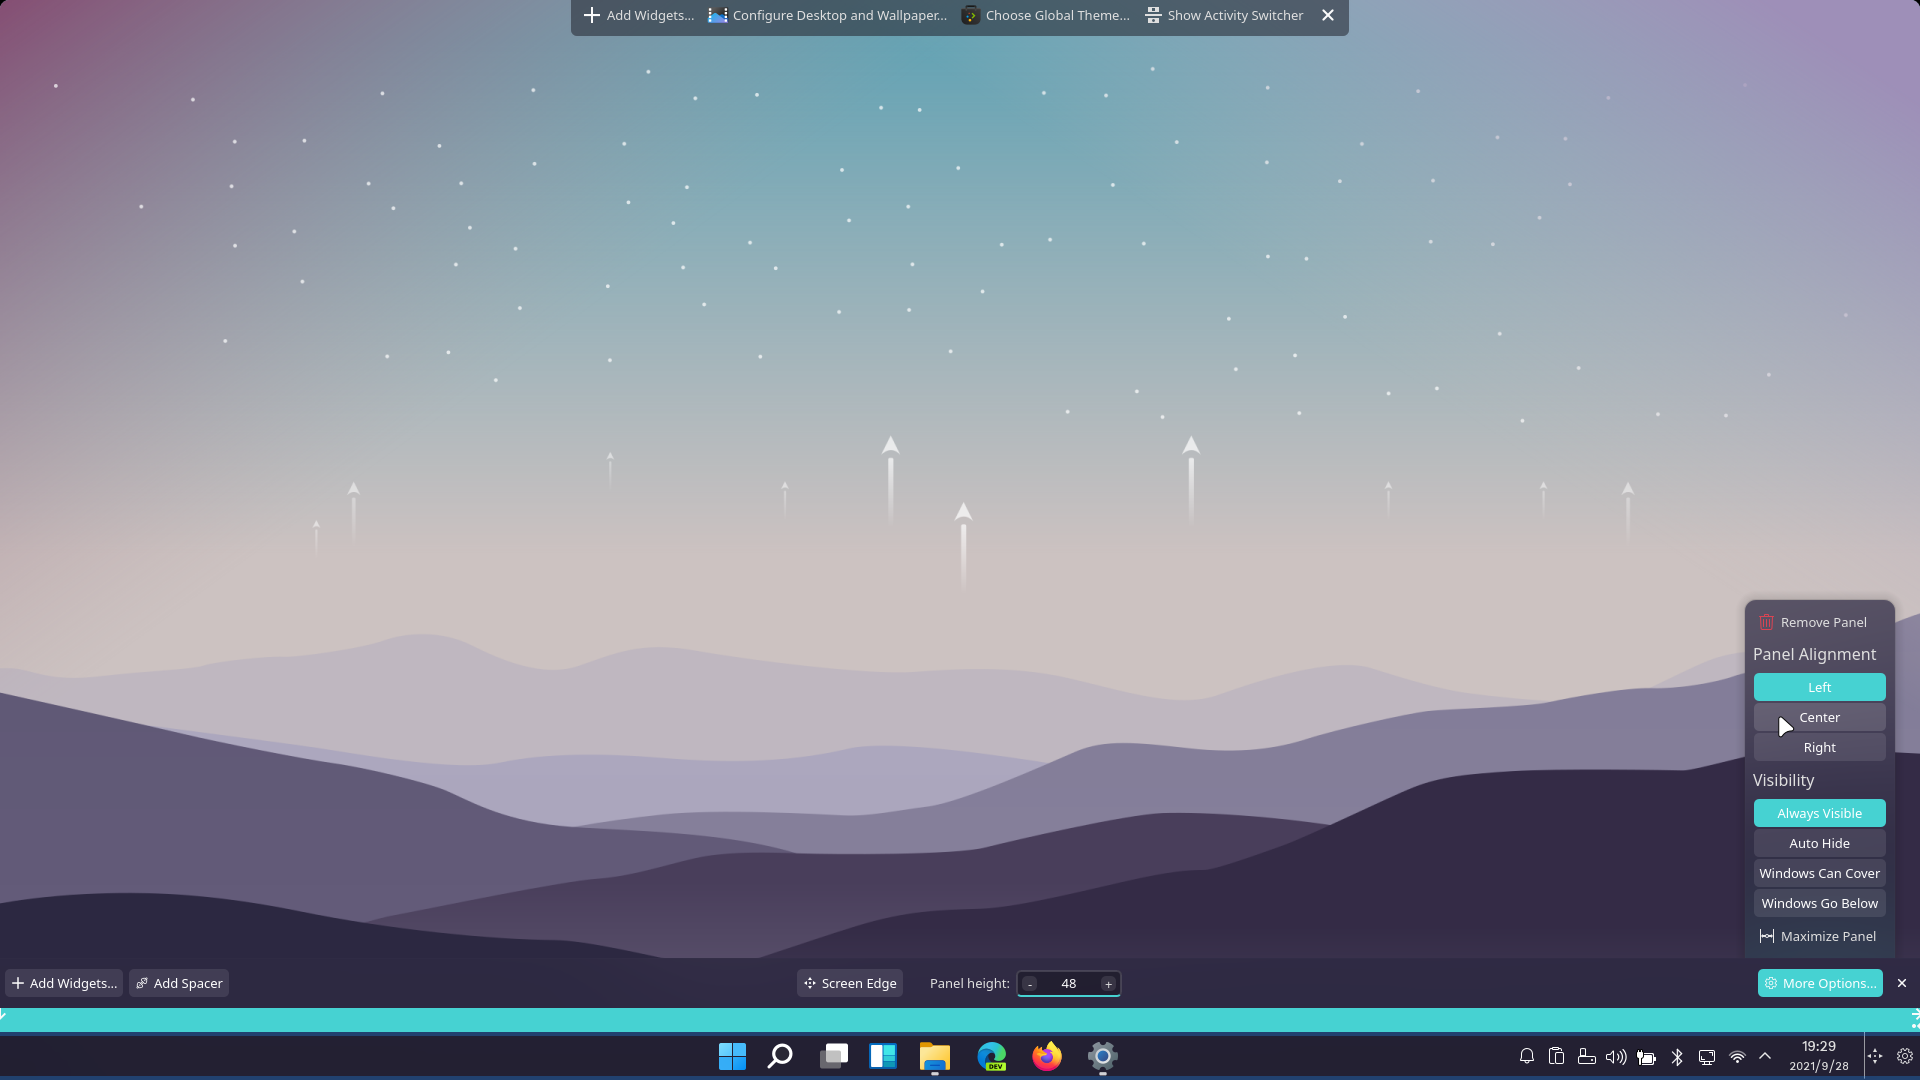 Add Widgets... Configure Desktop and Wallpaper... Choose Global Theme... Show Activity Switcher
Remove Panel
Panel Alignment
Left
Center
Right
Visibility
Always Visible
Auto Hide
Windows Can Cover
Windows Go Below
Maximize Panel
Add Widgets... Add Spacer Screen Edge Panel height: - 48 + More Options...
DEV
19:29
2021/9/28